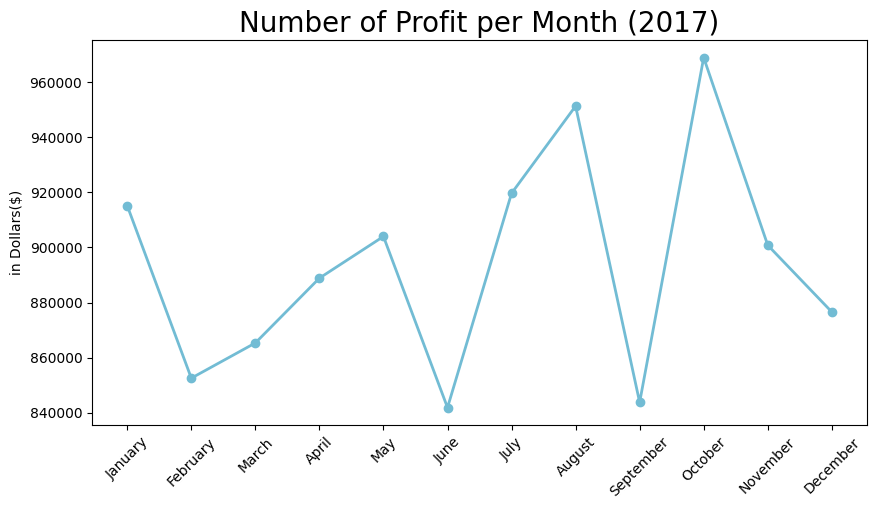 Number of Profit per Month (2017)
in Dollars($)
960000
940000
920000
900000
880000
860000
840000
January
February
March
April
May
June
July
August
September
October
November
December